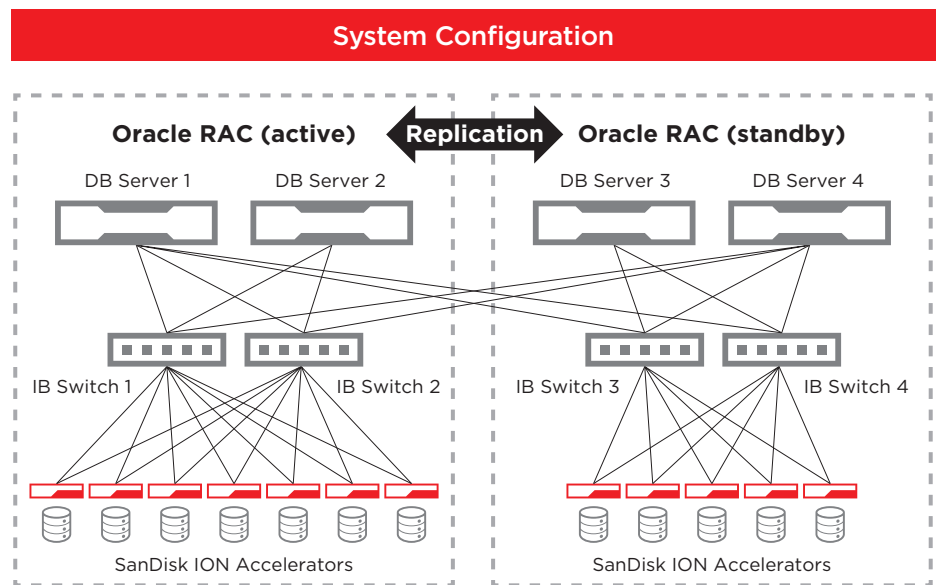 System Configuration
Oracle RAC (active)
Replication
Oracle RAC (standby)
DB Server 1
DB Server 2
DB Server 3
DB Server 4
IB Switch 1
IB Switch 2
IB Switch 3
IB Switch 4
SanDisk ION Accelerators
SanDisk ION Accelerators